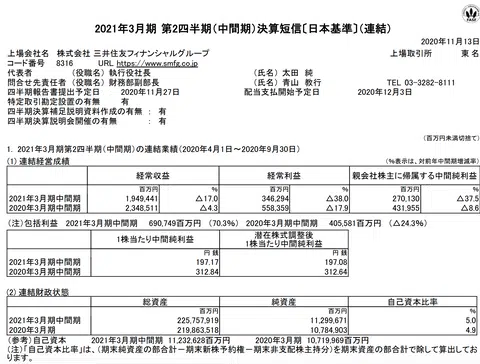 2021年3月期 第2四半期（中間期）決算短信〔日本基準〕（連結）
2020年11月13日
上場会社名 株式会社 三井住友フィナンシャルグループ 上場取引所 東 名
コード番号 8316 URL https://www.smfg.co.jp
代表者 （役職名） 執行役社長 （氏名） 太田 純
問合せ先責任者 （役職名） 財務部副部長 （氏名） 青山 敦行 TEL 03-3282-8111
四半期報告書提出予定日 2020年11月27日 配当支払開始予定日 2020年12月3日
特定取引勘定設置の有無 有
四半期決算補足説明資料作成の有無： 有
四半期決算説明会開催の有無 ： 有
（百万円未満切捨て）
1. 2021年3月期第2四半期（中間期）の連結業績（2020年4月1日～2020年9月30日）
(1) 連結経営成績 （％表示は、対前年中間期増減率）
経常収益 経常利益 親会社株主に帰属する中間純利益
百万円 ％ 百万円 ％ 百万円 ％
2021年3月期中間期 1,949,441 △17.0 346,294 △38.0 270,130 △37.5
2020年3月期中間期 2,348,511 △4.3 558,359 △17.9 431,955 △8.6
（注）包括利益 2021年3月期中間期 690,749百万円 （70.3％） 2020年3月期中間期 405,581百万円 （△24.3％）
1株当たり中間純利益 潜在株式調整後1株当たり中間純利益
円 銭 円 銭
2021年3月期中間期 197.17 197.08
2020年3月期中間期 312.84 312.64
(2) 連結財政状態
総資産 純資産 自己資本比率
百万円 百万円 ％
2021年3月期中間期 225,757,919 11,299,671 5.0
2020年3月期 219,863,518 10,784,903 4.9
（参考）自己資本 2021年3月期中間期 11,232,628百万円 2020年3月期 10,719,969百万円
（注）「自己資本比率」は、（期末純資産の部合計－期末新株予約権－期末非支配株主持分）を期末資産の部合計で除して算出してお
ります。